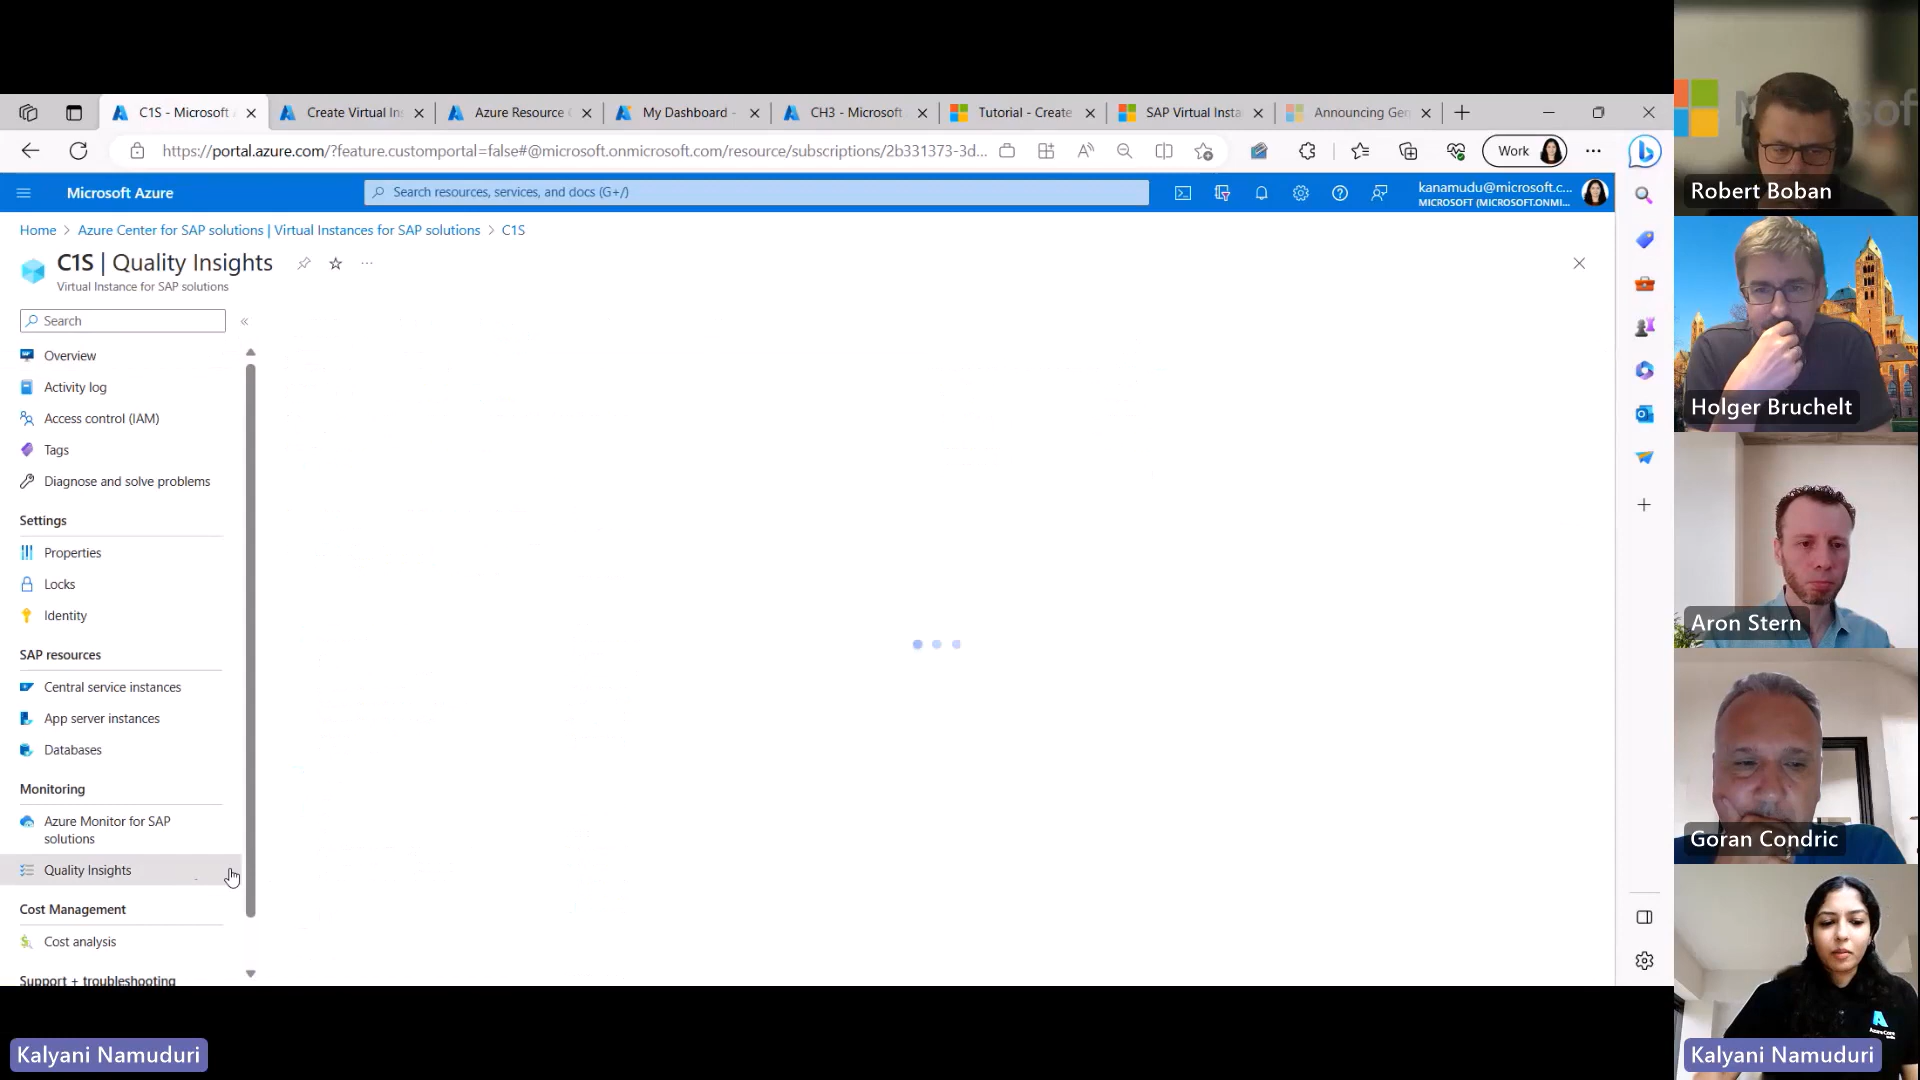 C1S - Microsoft
Create Virtual In
Azure Resource
My Dashboard -
CH3 - Microsoft
Tutorial - Create
SAP Virtual Insta
Announcing Gen
https://portal.azure.com/?feature.customportal=false#@microsoft.onmicrosoft.com/resource/subscriptions/2b331373-3d...
Work
Microsoft Azure
Search resources, services, and docs (G+/)
kanamudu@microsoft.c...
MICROSOFT (MICROSOFT.ONMI...
Home > Azure Center for SAP solutions | Virtual Instances for SAP solutions > C1S
C1S | Quality Insights
Virtual Instance for SAP solutions
Search
Overview
Activity log
Access control (IAM)
Tags
Diagnose and solve problems
Settings
Properties
Locks
Identity
SAP resources
Central service instances
App server instances
Databases
Monitoring
Azure Monitor for SAP
solutions
Quality Insights
Cost Management
Cost analysis
Support + troubleshooting
Kalyani Namuduri
Robert Boban
Holger Bruchelt
Aron Stern
Goran Condric
Kalyani Namuduri